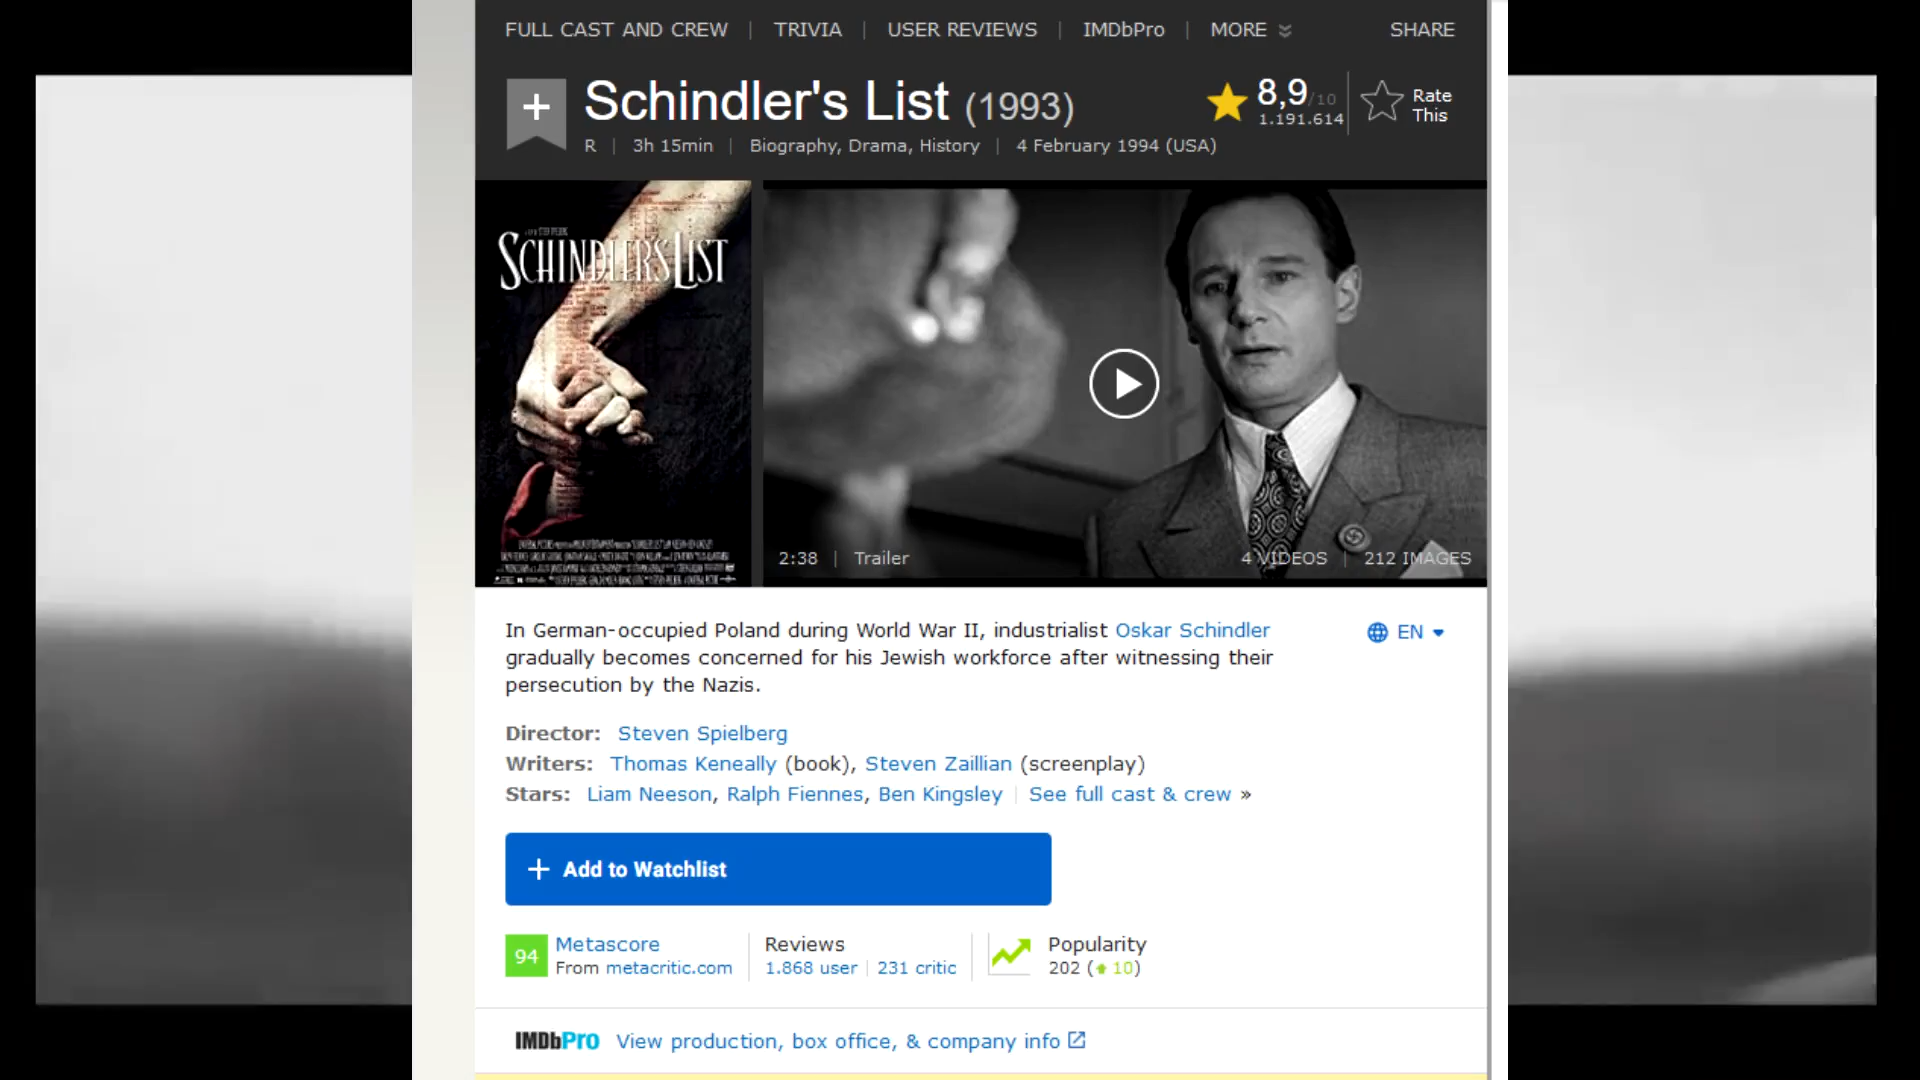 FULL CAST AND CREW | TRIVIA | USER REVIEWS | IMDbPro | MORE SHARE
+ Schindler's List (1993) 8,9/10 Rate
1.191.614 This
R | 3h 15min | Biography, Drama, History | 4 February 1994 (USA)
SCHINDLER'S LIST
2:38 | Trailer 4 VIDEOS | 212 IMAGES
In German-occupied Poland during World War II, industrialist Oskar Schindler EN
gradually becomes concerned for his Jewish workforce after witnessing their
persecution by the Nazis.
Director: Steven Spielberg
Writers: Thomas Keneally (book), Steven Zaillian (screenplay)
Stars: Liam Neeson, Ralph Fiennes, Ben Kingsley | See full cast & crew »
+ Add to Watchlist
94 Metascore Reviews Popularity
From metacritic.com 1.868 user | 231 critic 202 (10)
IMDbPro View production, box office, & company info